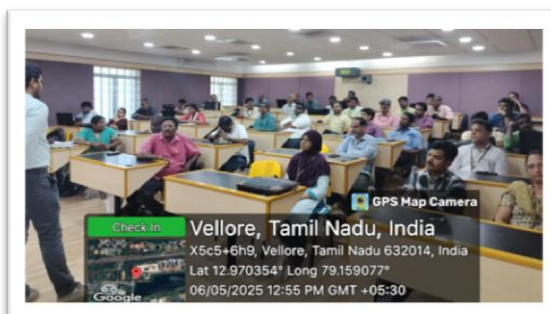 GPS Map Camera
Check In
Vellore, Tamil Nadu, India
X5c5+6h9, Vellore, Tamil Nadu 632014, India
Lat 12.970354° Long 79.159077°
06/05/2025 12:55 PM GMT +05:30
Google